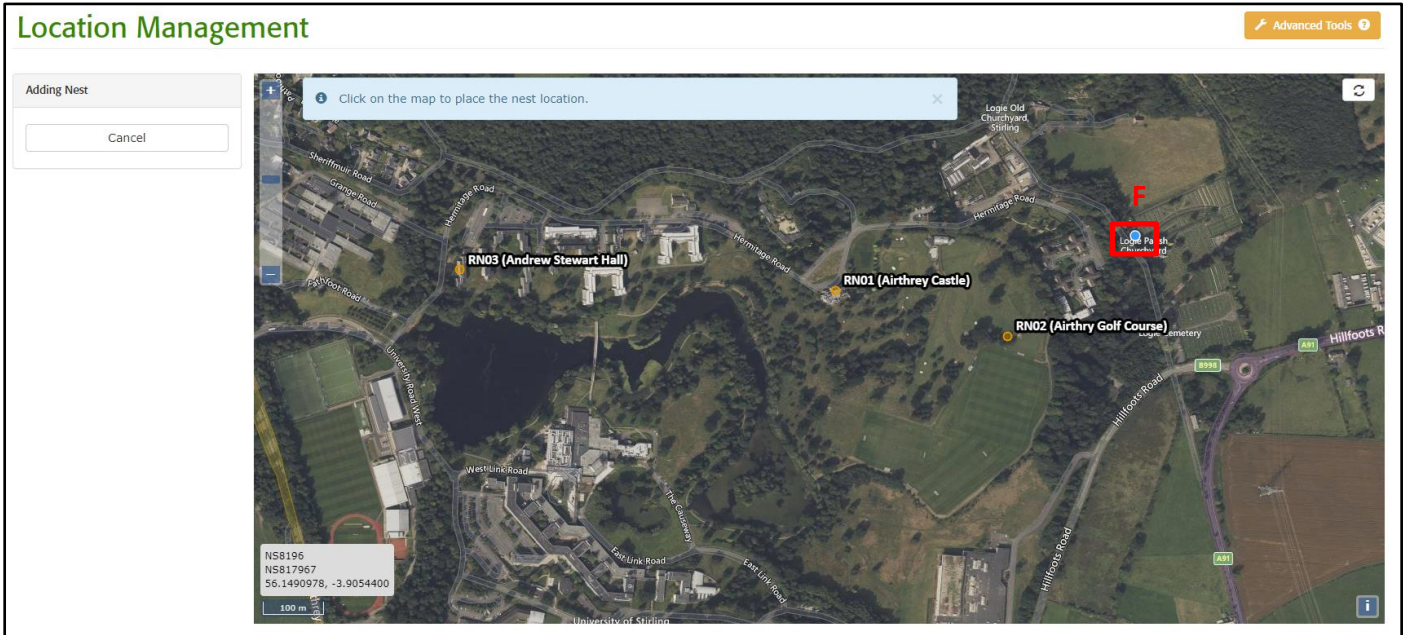 Location Management
Advanced Tools
Adding Nest
Cancel
Click on the map to place the nest location.
Logie Old
Churchyard
Stirling
Sheriffmuir Road
Grange Road
Hermitage Road
Hermitage Road
Hermitage Road
F
Logie Parish
Churchyard
RN03 (Andrew Stewart Hall)
RN01 (Airthrey Castle)
RN02 (Airthry Golf Course)
Pathfoot Road
University Road West
A91
Hillfoots R
B998
Hillfoots Road
West Link Road
The Causeway
East Link Road
East Link Road
Hillfoots Road
A91
NS8196
NS817967
56.1490978, -3.9054400
100 m
University of Stirling